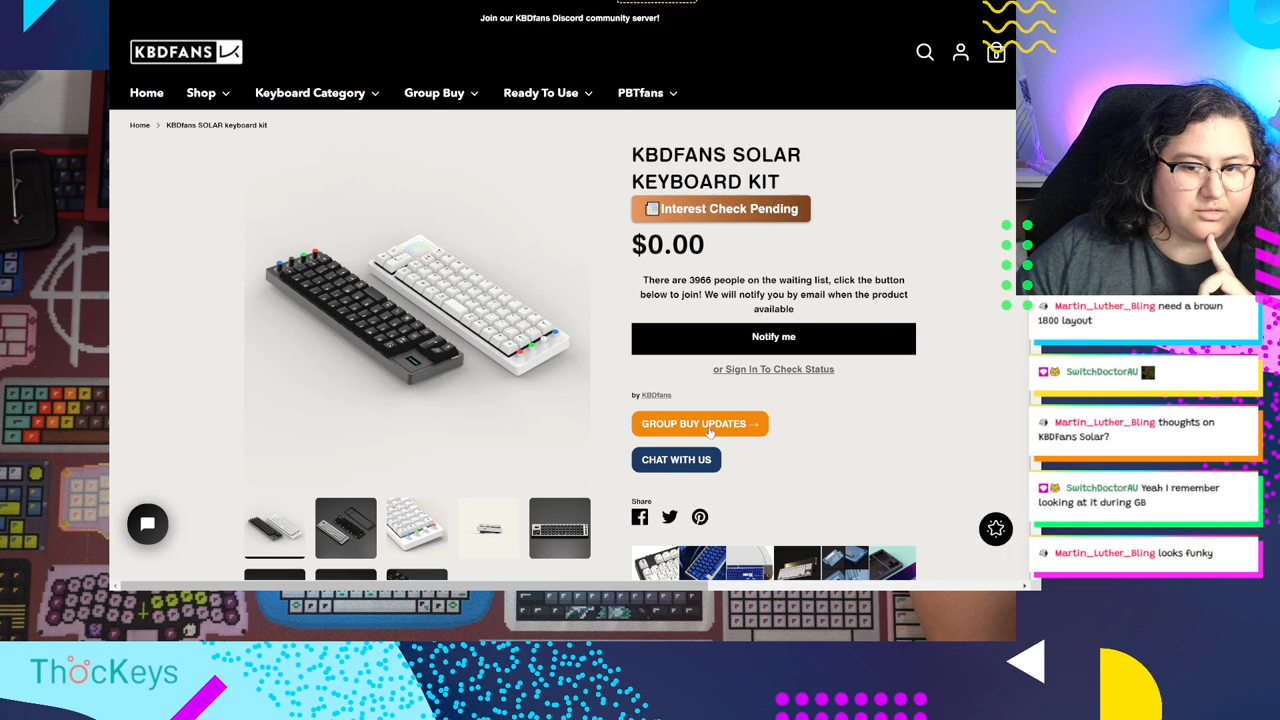 Join our KBDfans Discord community server!
KBDFANS
0
Home Shop Keyboard Category Group Buy Ready To Use PBTfans
Home > KBDfans SOLAR keyboard kit
KBDFANS SOLAR
KEYBOARD KIT
Interest Check Pending
$0.00
There are 3966 people on the waiting list, click the button
below to join! We will notify you by email when the product
available
Notify me
or Sign In To Check Status
by KBDfans
GROUP BUY UPDATES →
CHAT WITH US
Share
Martin_Luther_Bling need a brown
1800 layout
SwitchDoctorAU
Martin_Luther_Bling thoughts on
KBDFans Solar?
SwitchDoctorAU Yeah I remember
looking at it during GB
Martin_Luther_Bling looks funky
ThocKeys